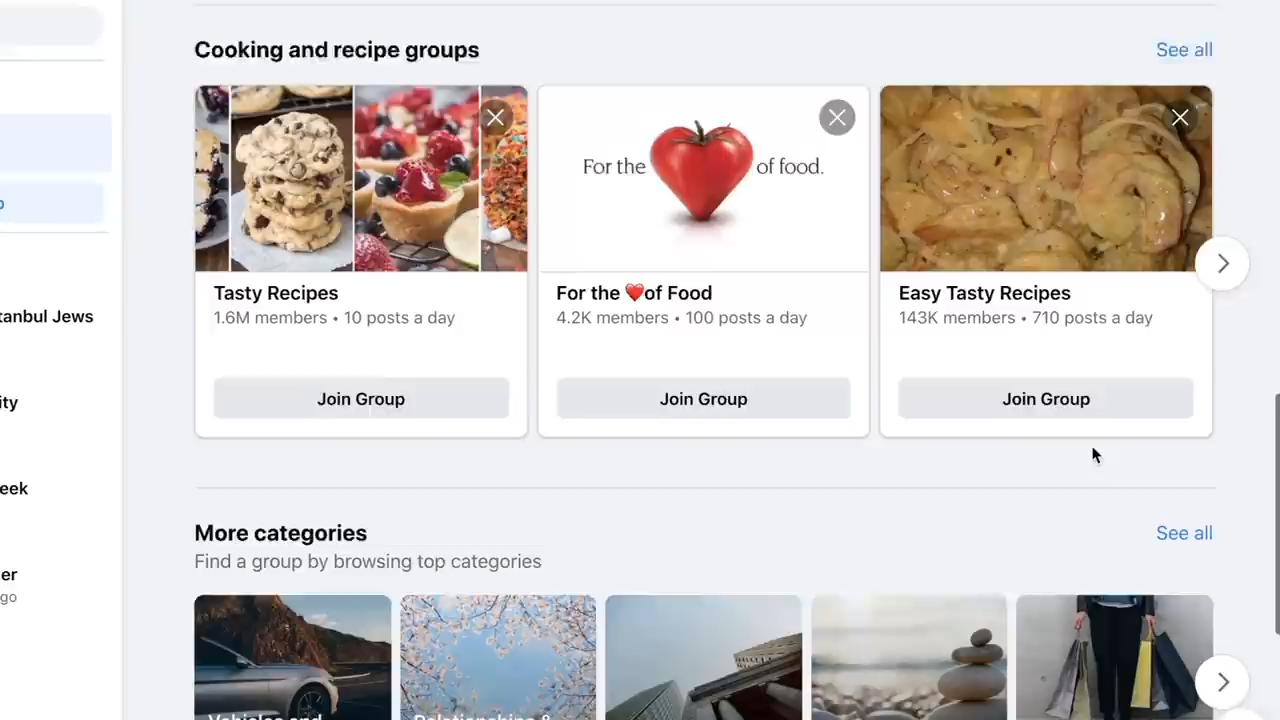 Cooking and recipe groups
See all
For the
of food.
Tasty Recipes
1.6M members • 10 posts a day
Join Group
For the ❤️of Food
4.2K members • 100 posts a day
Join Group
Easy Tasty Recipes
143K members • 710 posts a day
Join Group
tanbul Jews
ity
eek
er
go
More categories
See all
Find a group by browsing top categories
Vehicles and
Relationships &